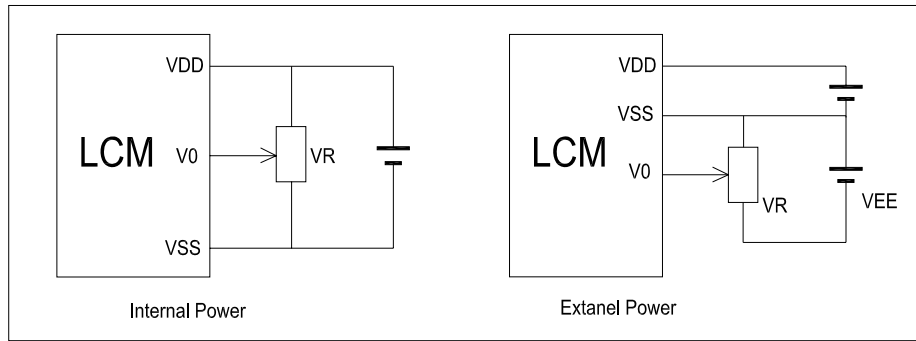 VDD
LCM
V0
VR
VSS
Internal Power
VDD
VSS
LCM
V0
VR
VEE
Extanel Power